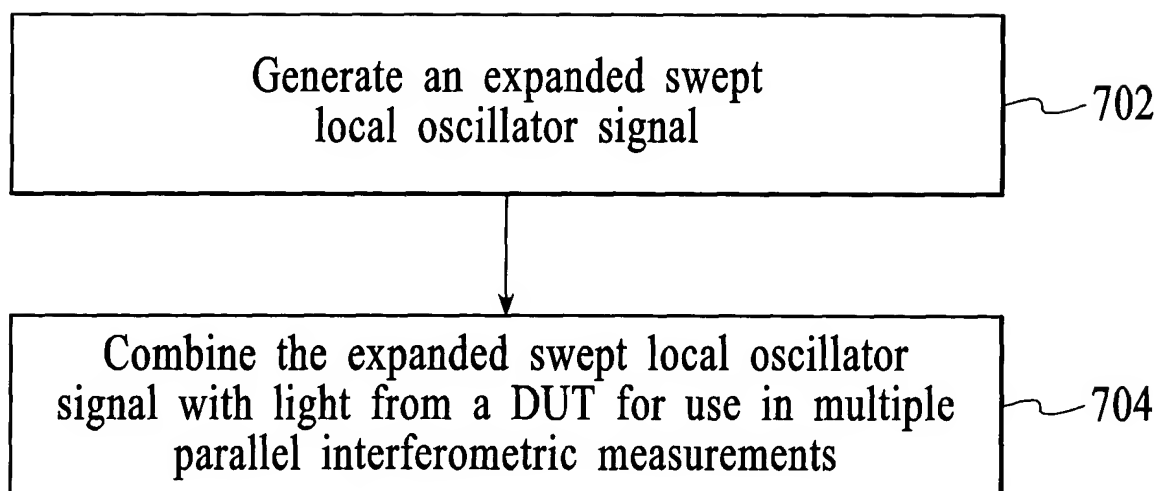 Generate an expanded swept
local oscillator signal
702
Combine the expanded swept local oscillator
signal with light from a DUT for use in multiple
parallel interferometric measurements
704